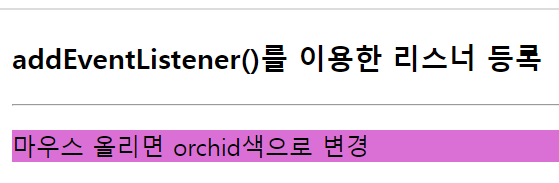 addEventListener()를 이용한 리스너 등록
마우스 올리면 orchid색으로 변경